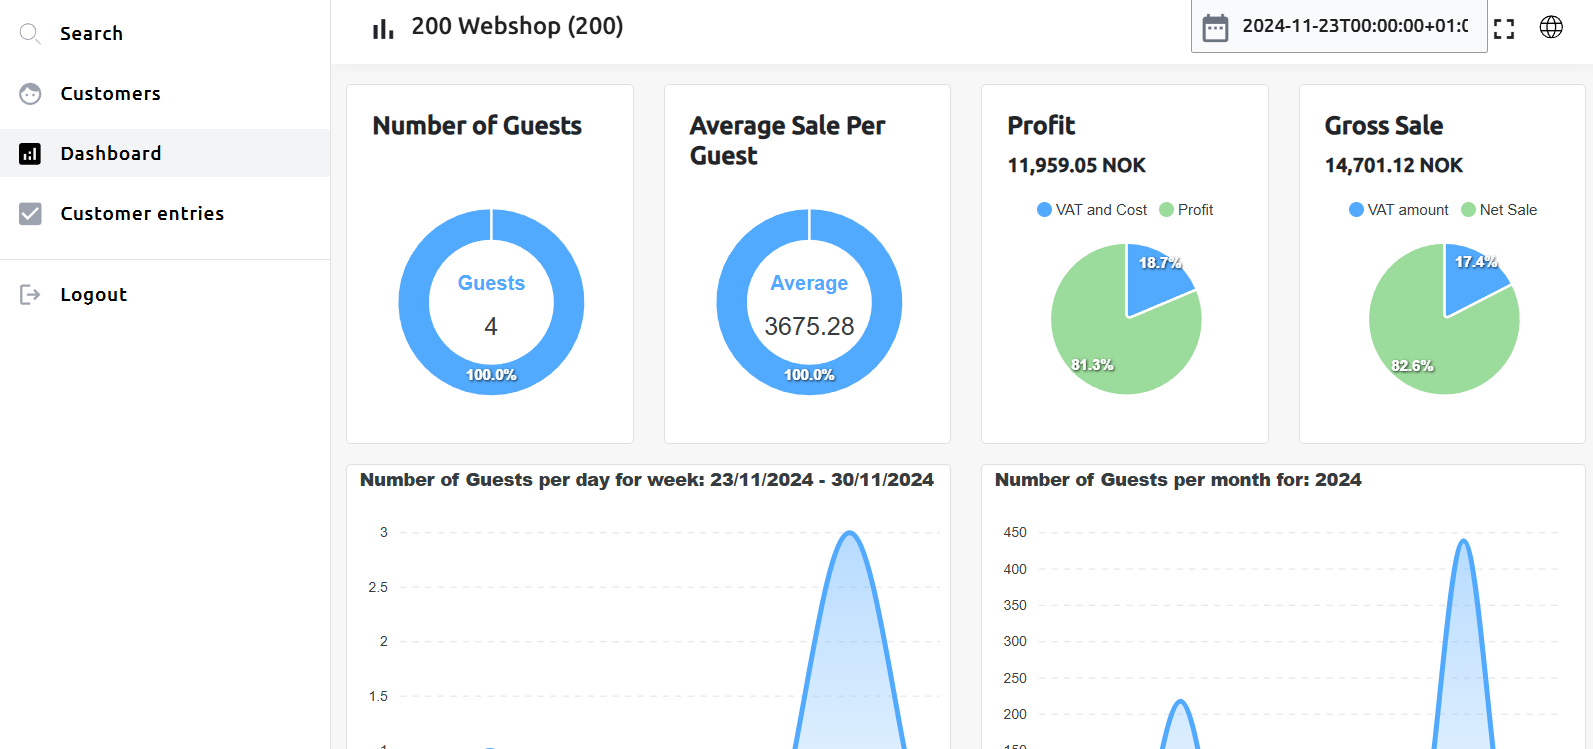 Search
Customers
Dashboard
Customer entries
Logout
200 Webshop (200)
2024-11-23T00:00:00+01:
Number of Guests
Guests
4
100.0%
Average Sale Per
Guest
Average
3675.28
100.0%
Profit
11,959.05 NOK
VAT and Cost Profit
18.7%
81.3%
Gross Sale
14,701.12 NOK
VAT amount Net Sale
17.4%
82.6%
Number of Guests per day for week: 23/11/2024 - 30/11/2024
3
2.5
2
1.5
Number of Guests per month for: 2024
450
400
350
300
250
200
150